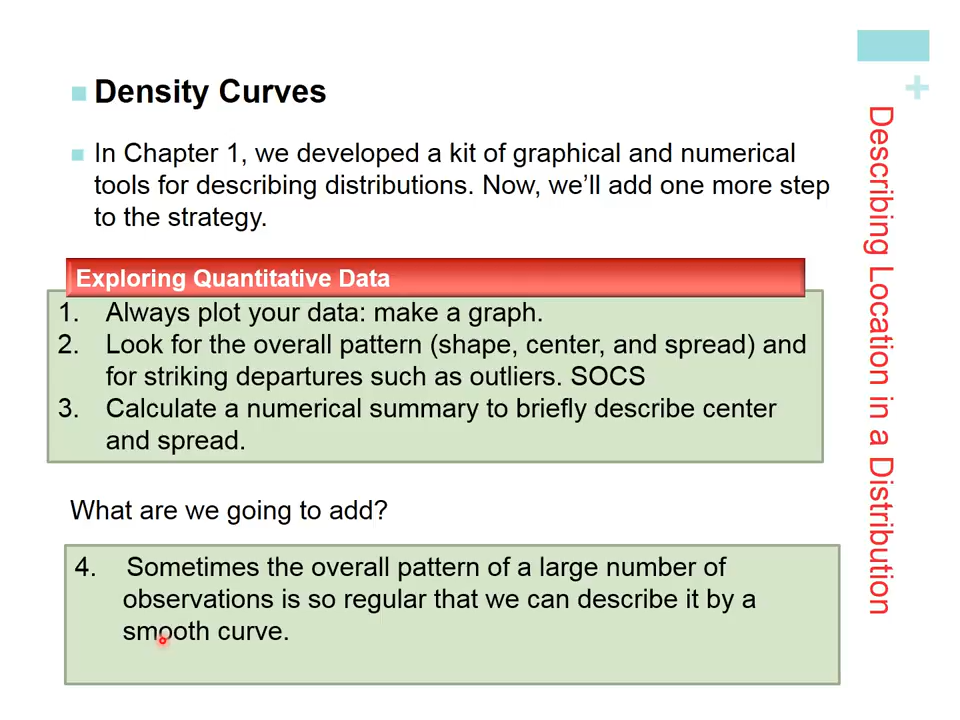 Density Curves
In Chapter 1, we developed a kit of graphical and numerical
tools for describing distributions. Now, we’ll add one more step
to the strategy.
Exploring Quantitative Data
1. Always plot your data: make a graph.
2. Look for the overall pattern (shape, center, and spread) and
for striking departures such as outliers. SOCS
3. Calculate a numerical summary to briefly describe center
and spread.
What are we going to add?
4. Sometimes the overall pattern of a large number of
observations is so regular that we can describe it by a
smooth curve.
+
Describing Location in a Distribution